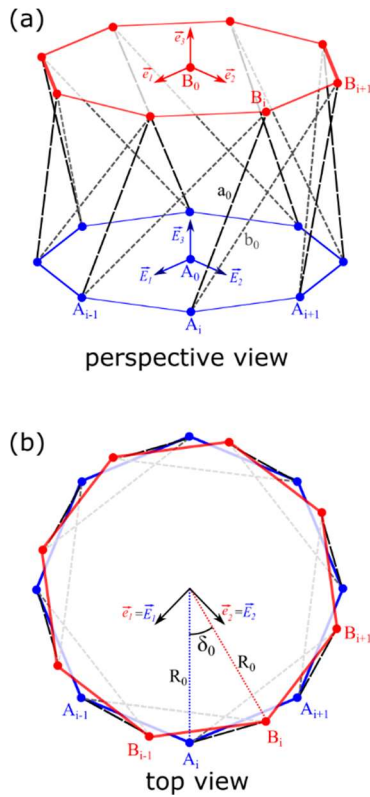 (a)
e₃
e₁ B₀ e₂
Bᵢ
Bᵢ₊₁
a₀
b₀
E₃
E₁ A₀ E₂
Aᵢ₋₁
Aᵢ
Aᵢ₊₁
perspective view
(b)
e₁=E₁ e₂=E₂
δ₀
R₀ R₀
Bᵢ₊₁
Aᵢ₋₁ Aᵢ₊₁
Bᵢ₋₁ Aᵢ Bᵢ
top view